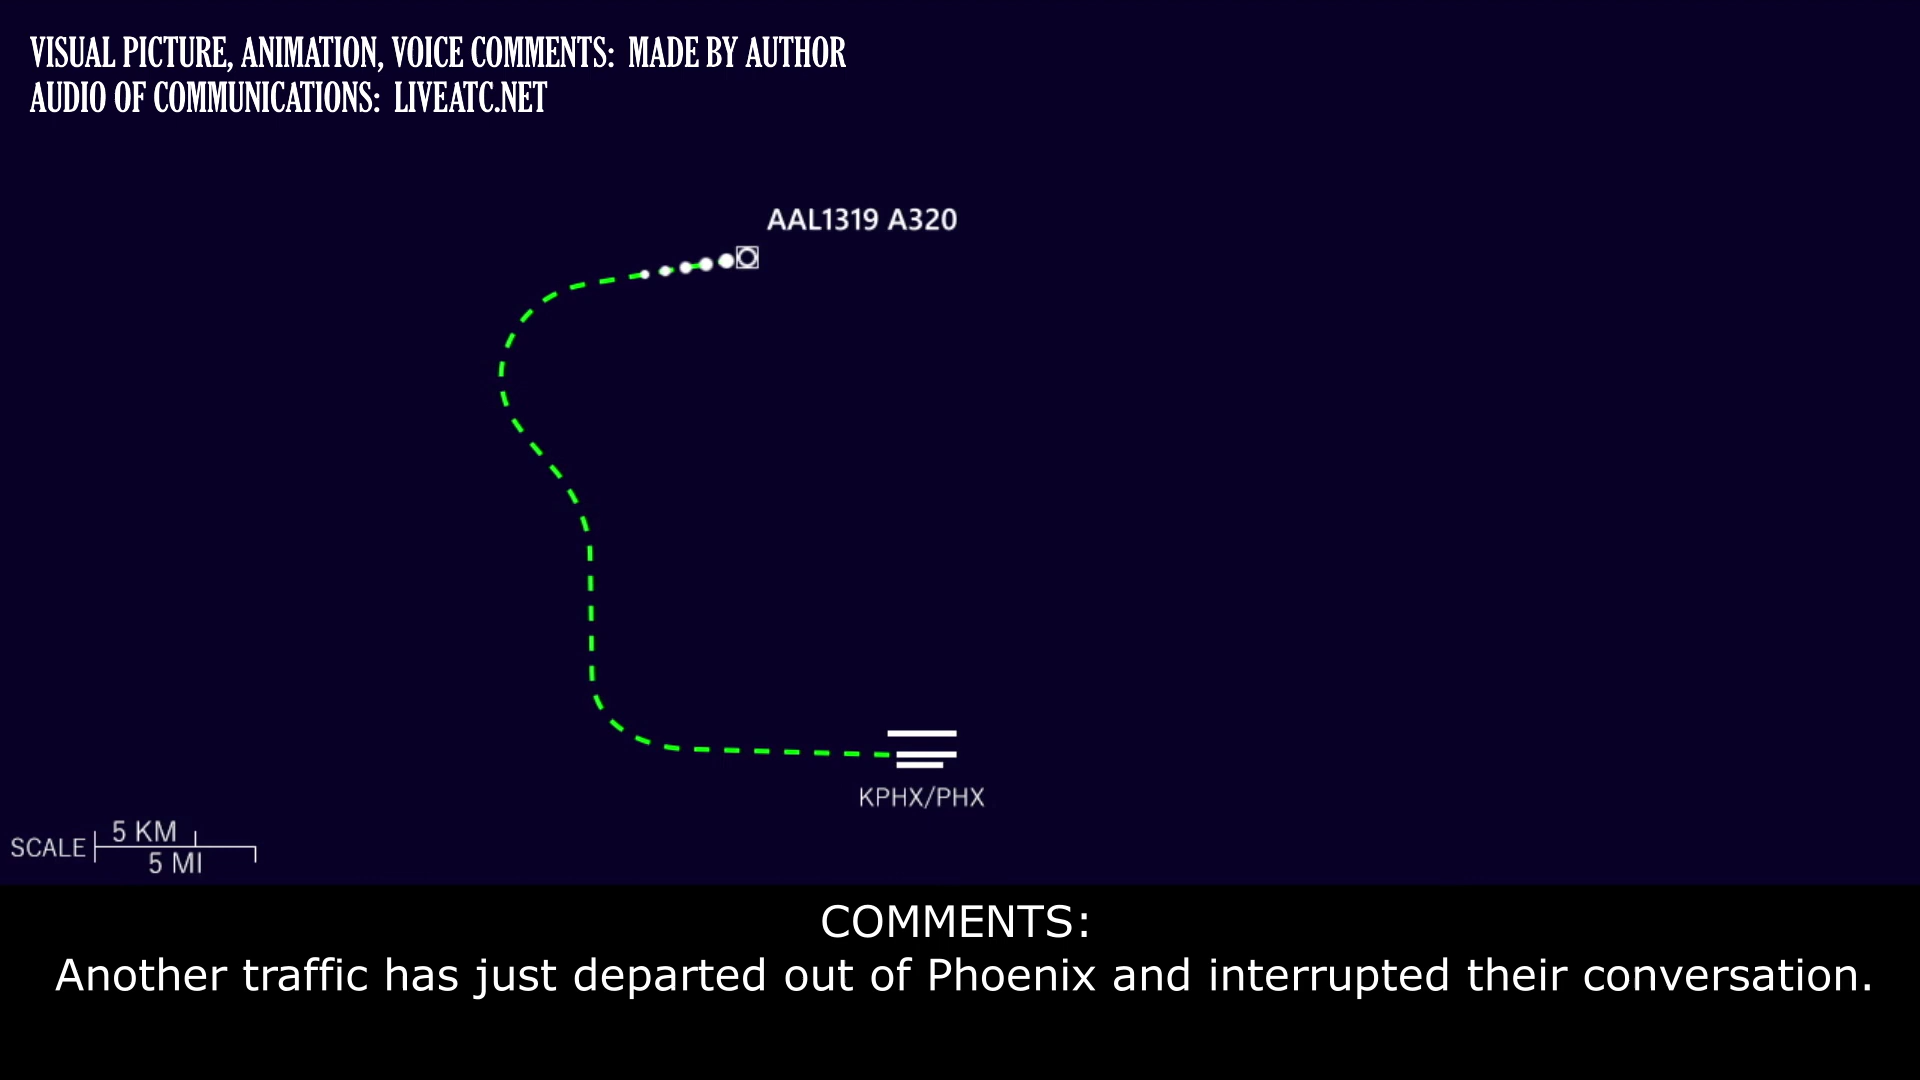 VISUAL PICTURE, ANIMATION, VOICE COMMENTS: MADE BY AUTHOR
AUDIO OF COMMUNICATIONS: LIVEATC.NET
AAL1319 A320
KPHX/PHX
5 KM
SCALE
5 MI
COMMENTS:
Another traffic has just departed out of Phoenix and interrupted their conversation.